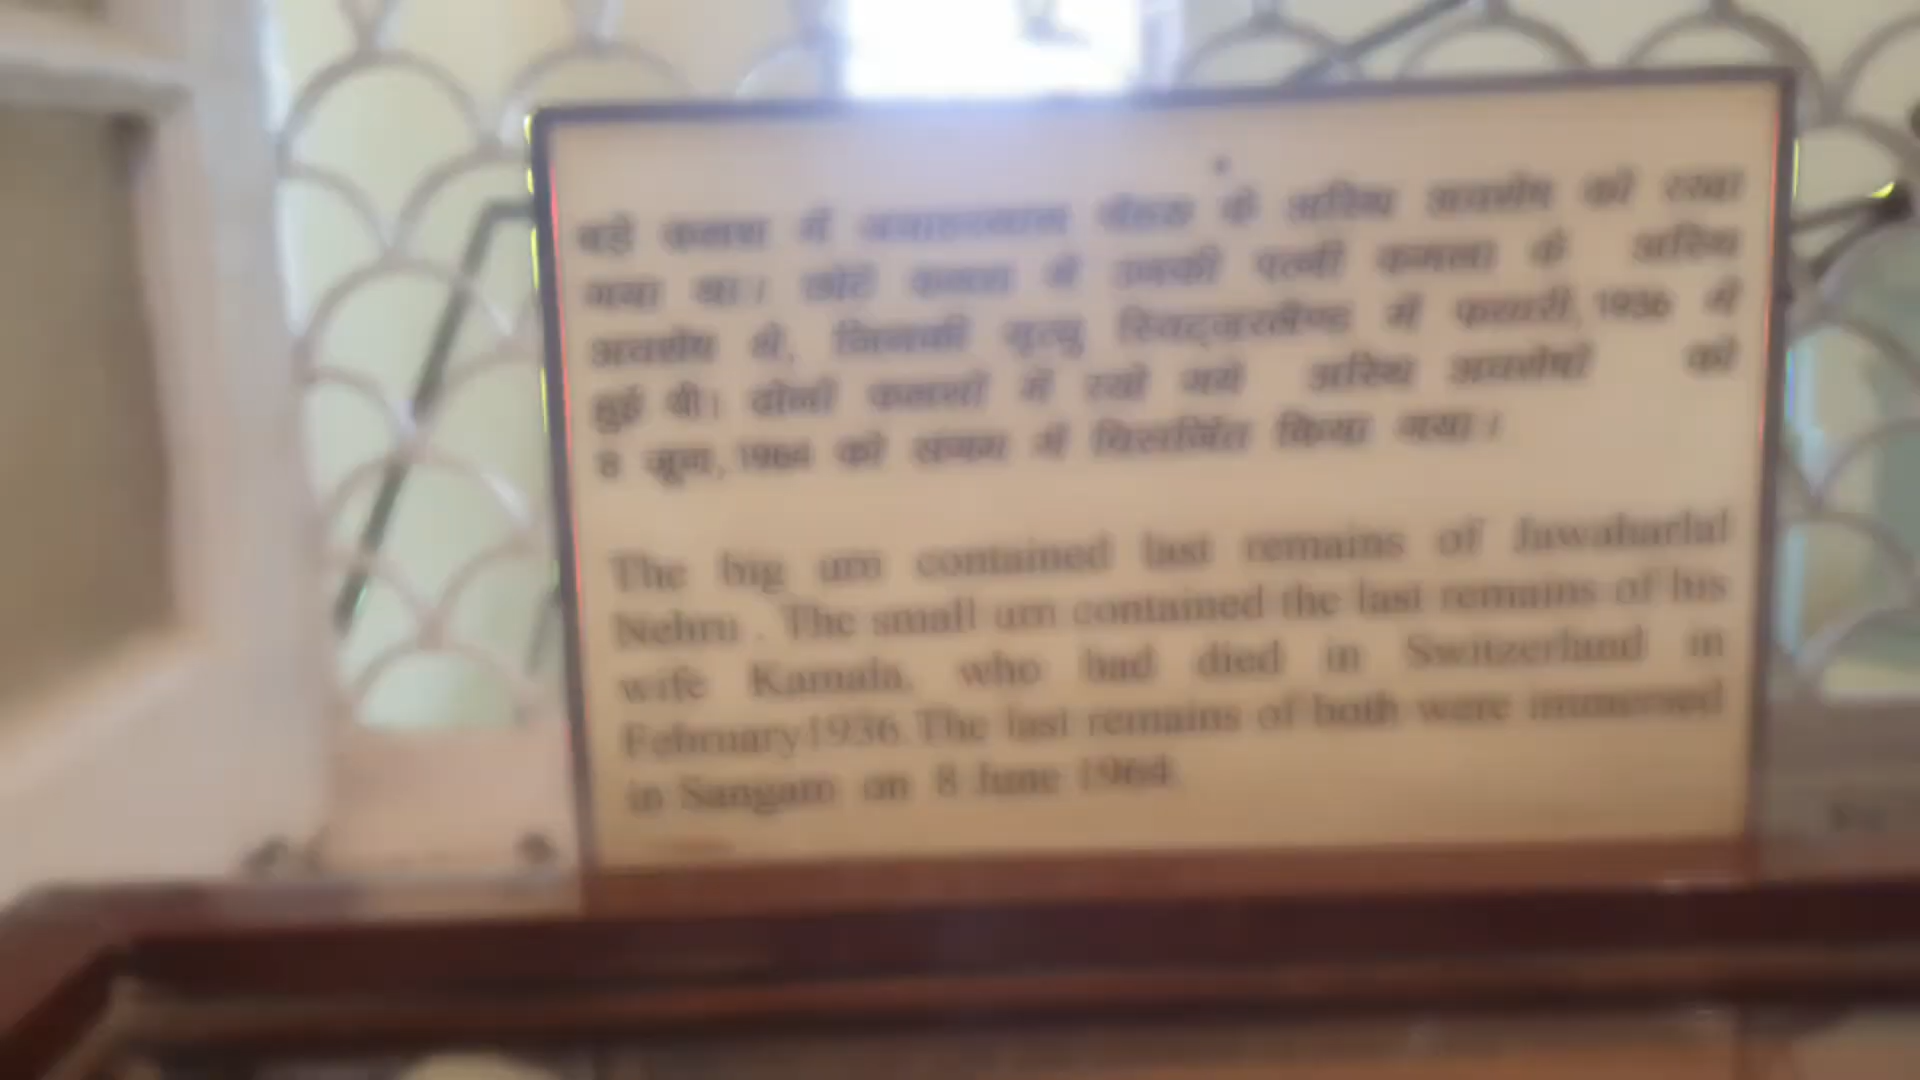 बड़े कलश में जवाहरलाल नेहरू के अस्थि अवशेष को रखा
गया था। छोटे कलश में उनकी पत्नी कमला के अस्थि
अवशेष थे, जिनकी मृत्यु स्विट्ज़रलैण्ड में फरवरी, 1936 में
हुई थी। दोनों कलशों में रखे गये अस्थि अवशेषों को
8 जून, 1964 को संगम में विसर्जित किया गया।
The big urn contained last remains of Jawaharlal
Nehru . The small urn contained the last remains of his
wife Kamala, who had died in Switzerland in
February1936.The last remains of both were immersed
in Sangam on 8 June 1964.